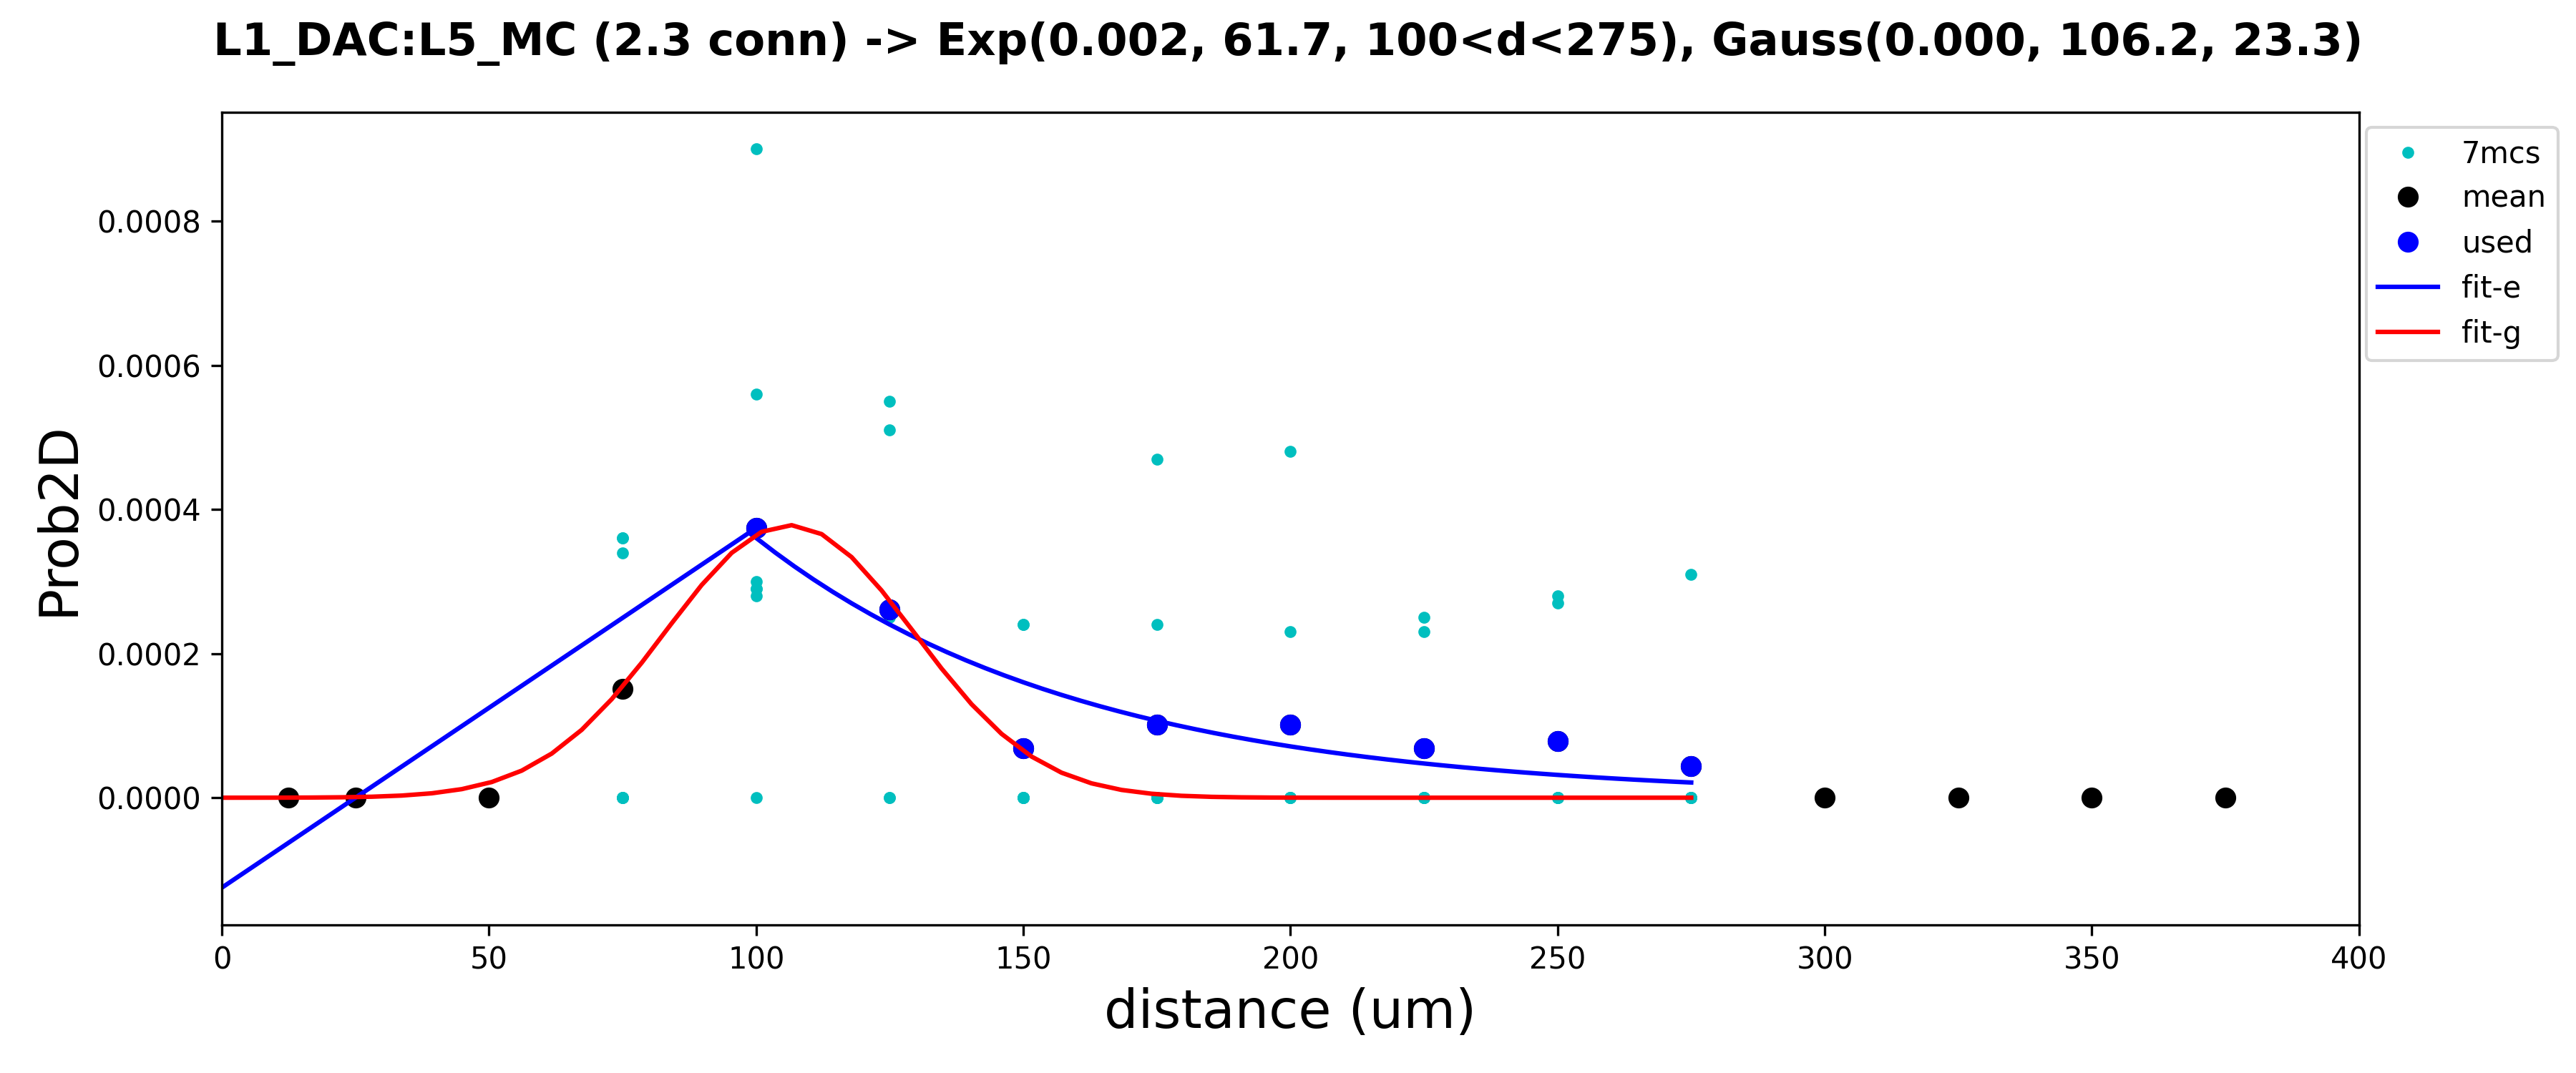 L1_DAC:L5_MC (2.3 conn) -> Exp(0.002, 61.7, 100<d<275), Gauss(0.000, 106.2, 23.3)
7mcs
mean
used
fit-e
fit-g
Prob2D
0.0008
0.0006
0.0004
0.0002
0.0000
0 50 100 150 200 250 300 350 400
distance (um)